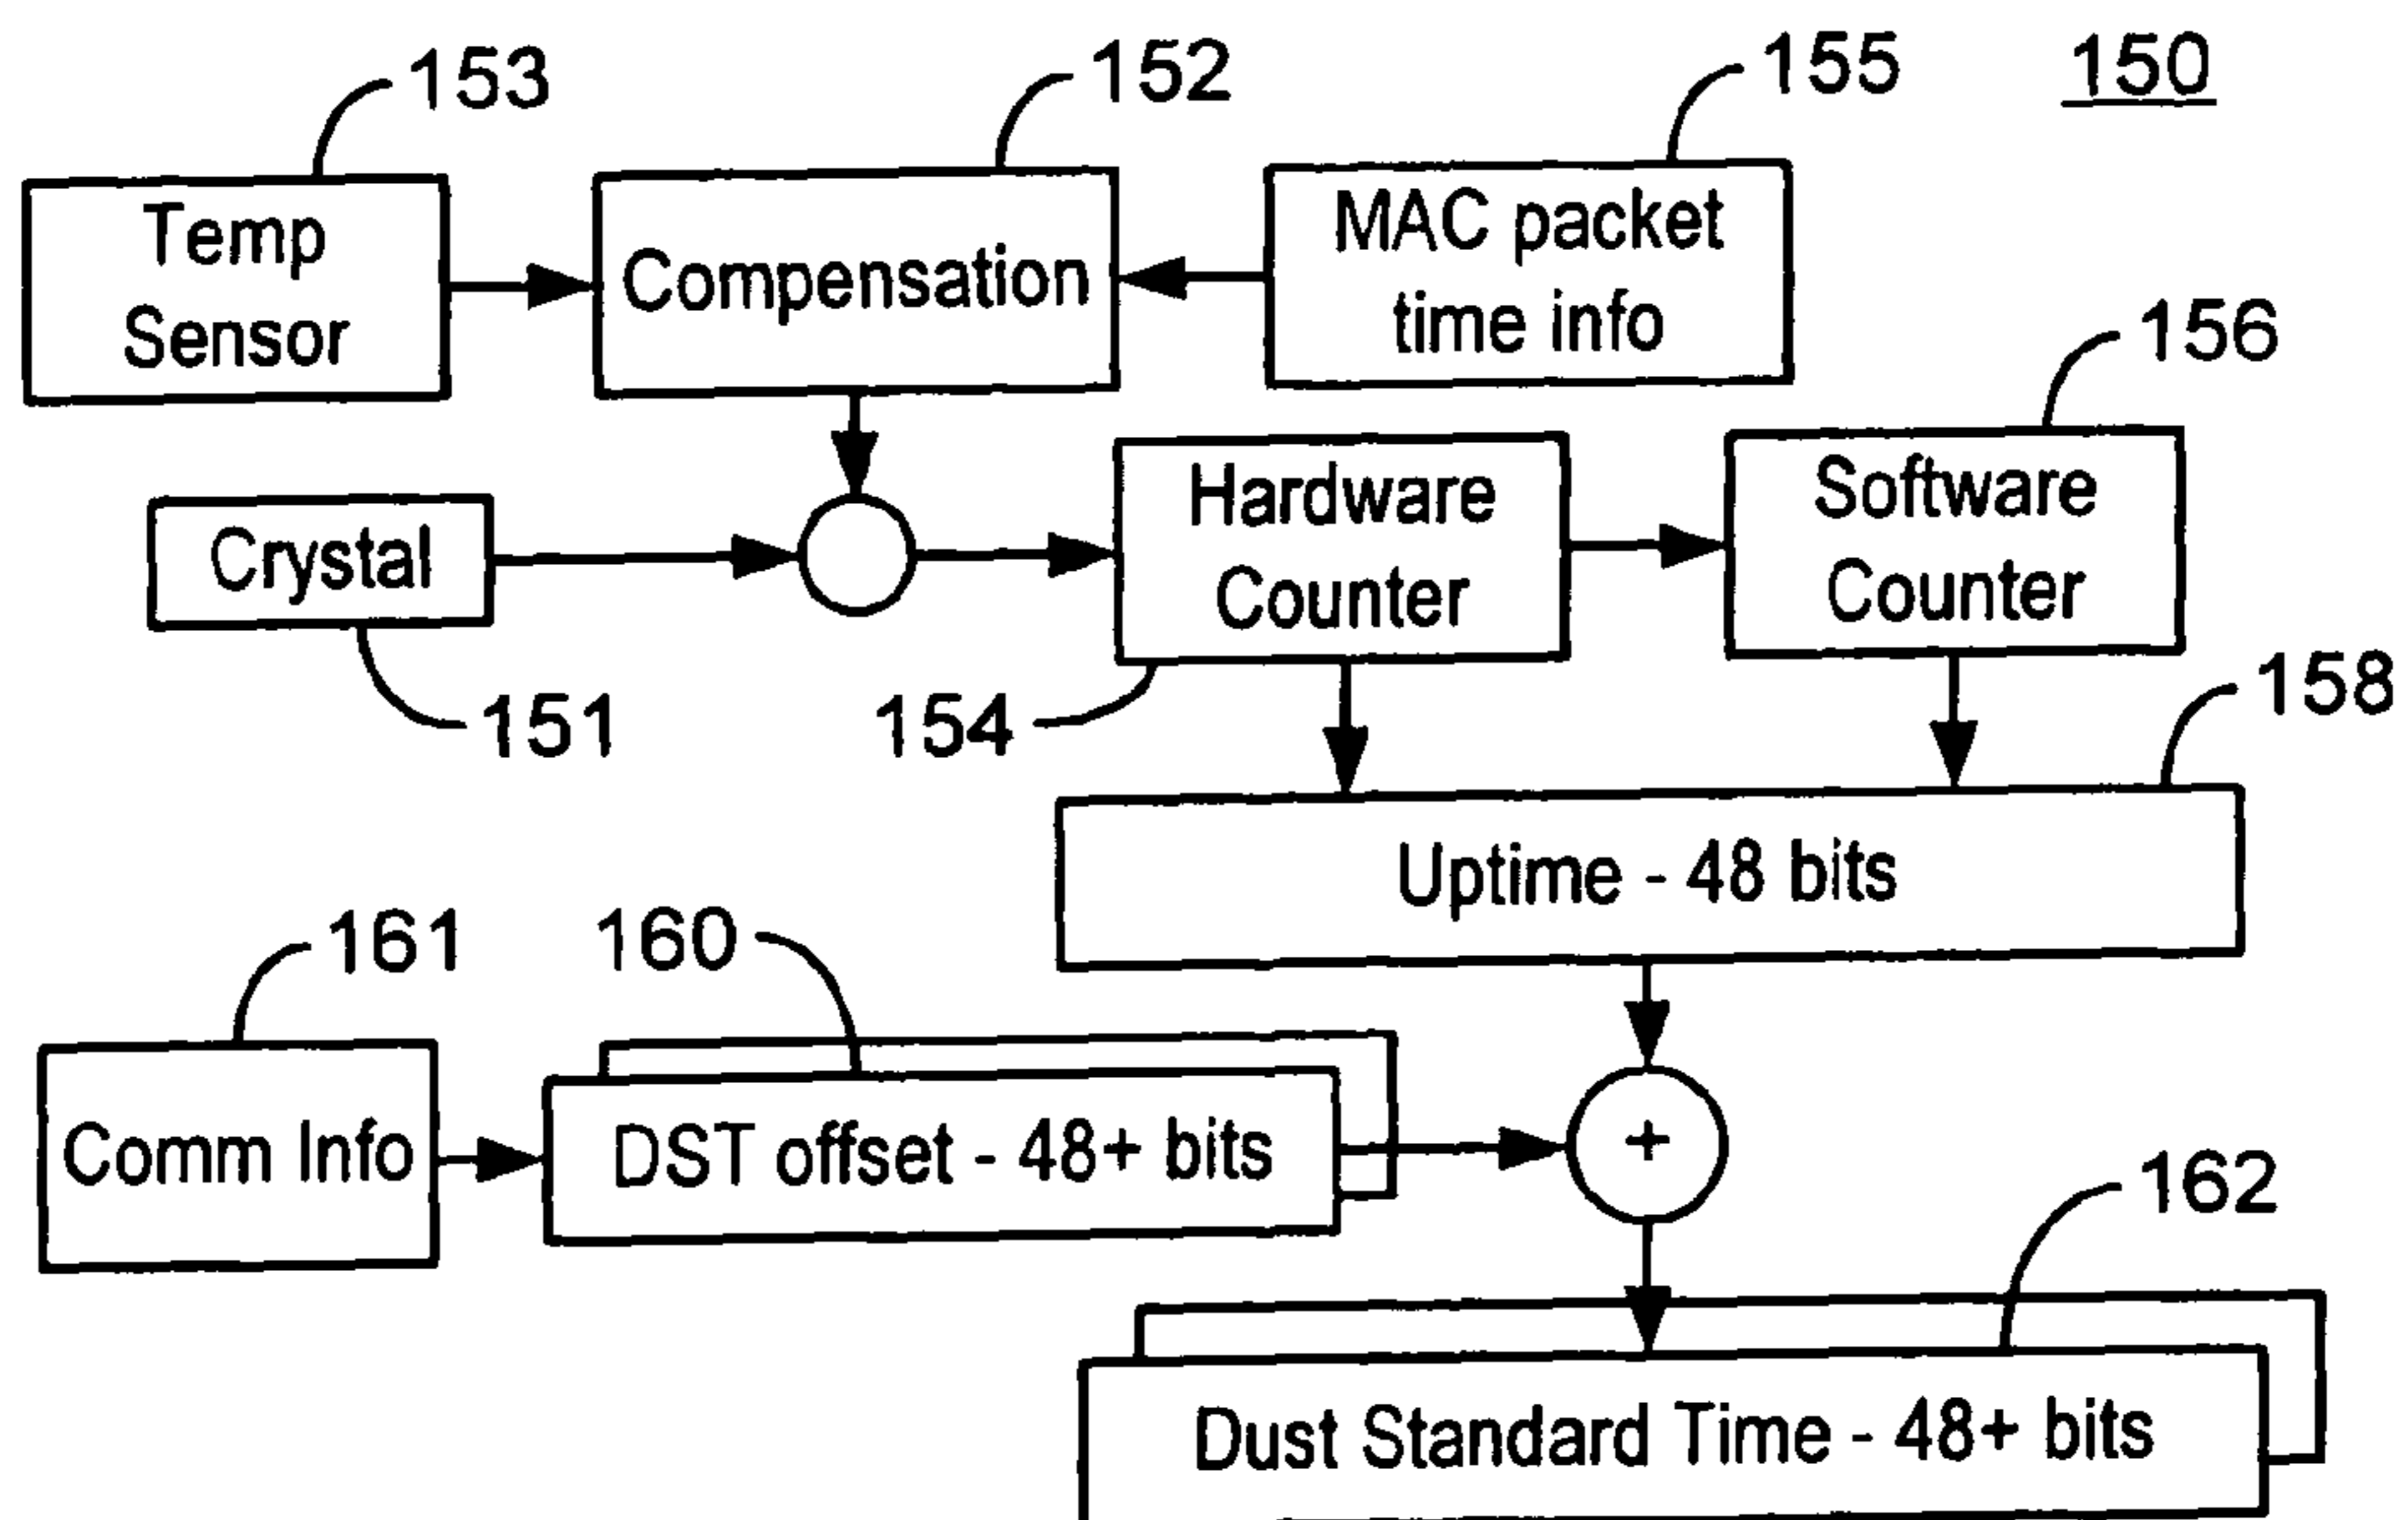 153
152
155
150
Temp
Sensor
Compensation
MAC packet
time info
156
Crystal
Hardware
Counter
Software
Counter
151
154
158
Uptime - 48 bits
161
160
Comm Info
DST offset - 48+ bits
+
162
Dust Standard Time - 48+ bits